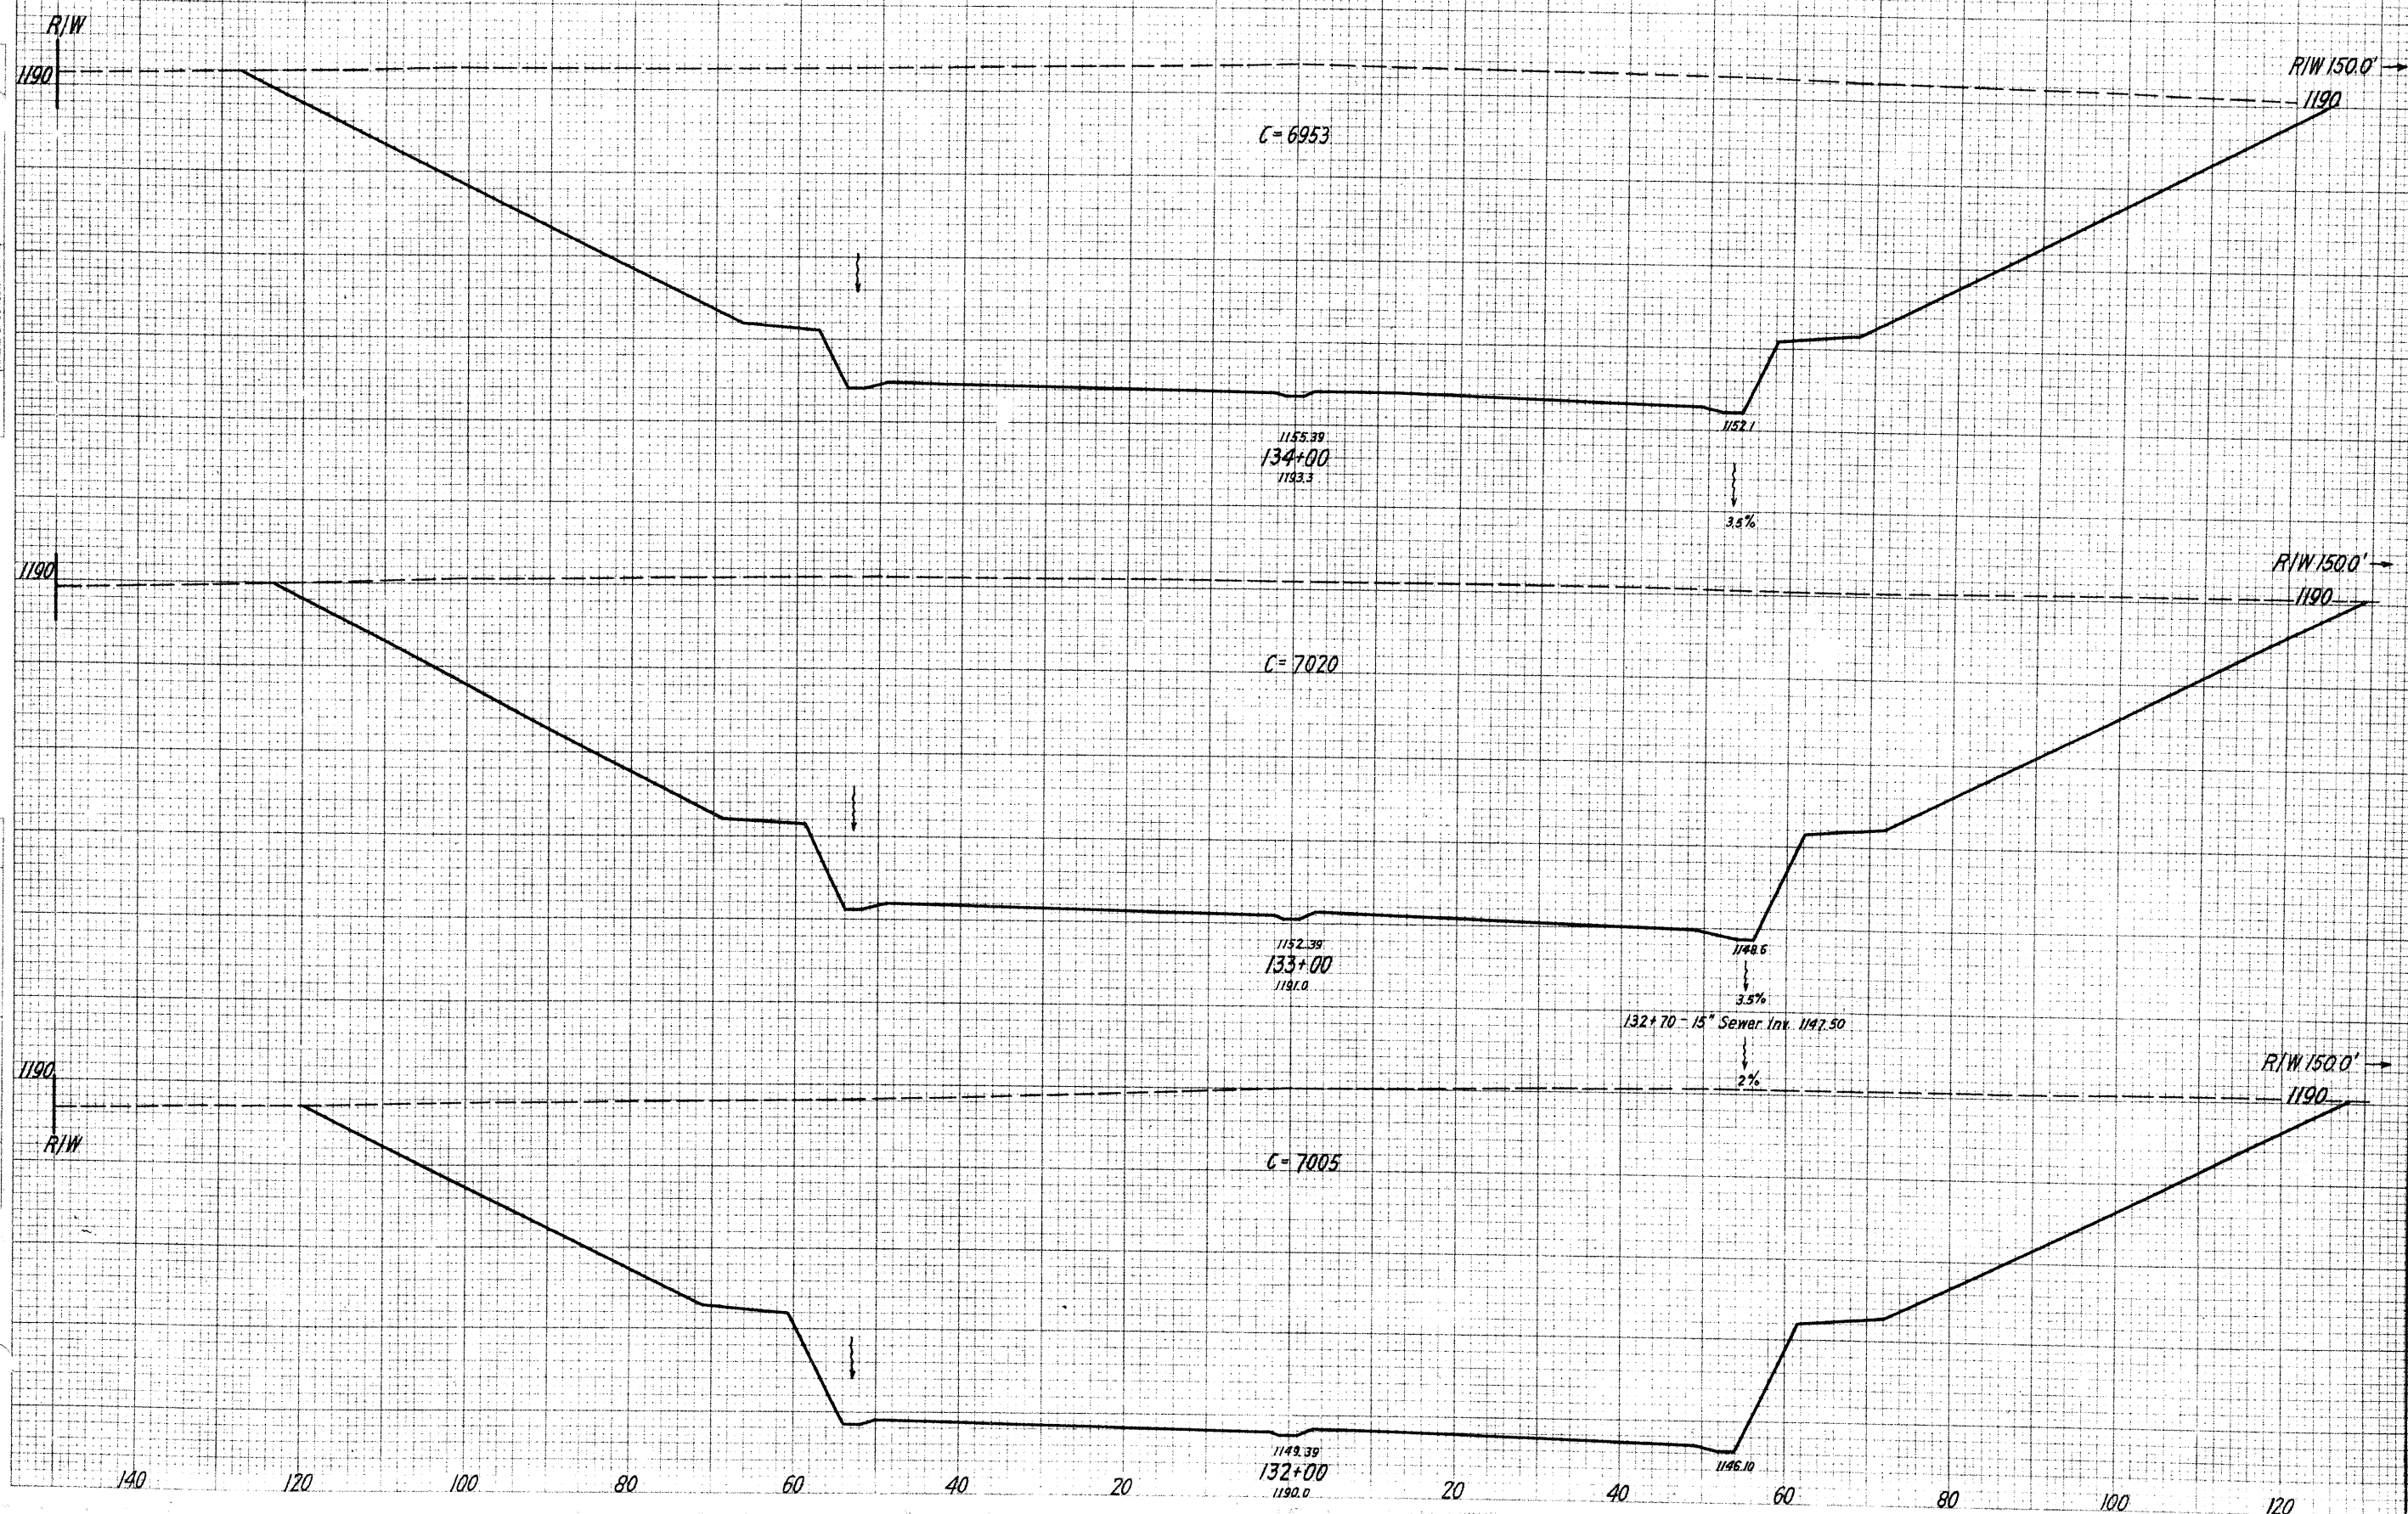 R/W
R/W 150.0'
1190
1190
C = 6953
1152.1
1155.39
134+00
1193.3
3.5%
R/W 150.0'
1190
1190
C = 7020
1152.39
133+00
1191.0
1148.6
3.5%
132+70 - 15" Sewer Inv. 1147.50
2%
R/W 150.0'
1190
1190
R/W
C = 7005
1149.39
132+00
1190.0
1146.10
140 120 100 80 60 40 20 20 40 60 80 100 120